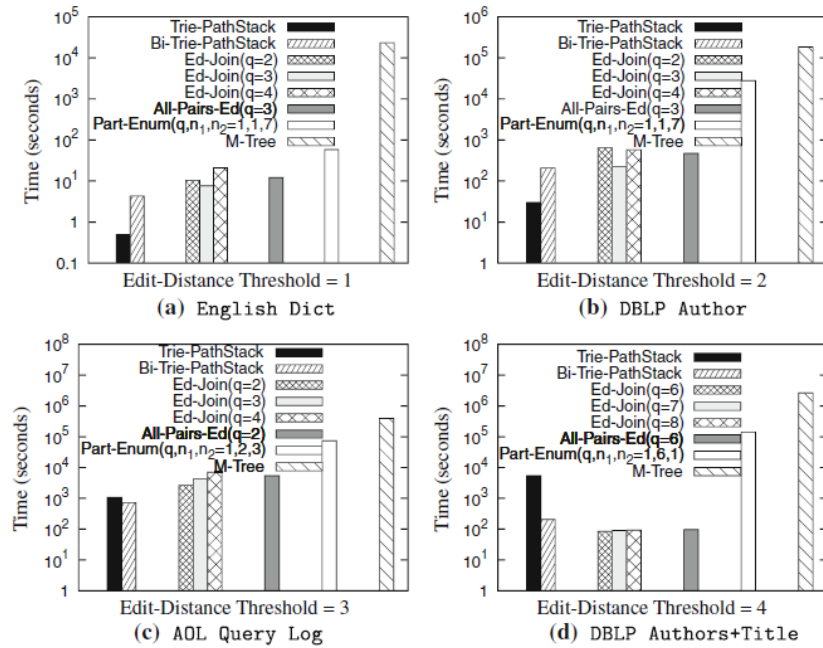 10^5
10^4
10^3
10^2
10^1
1
0.1
Time (seconds)
Trie-PathStack
Bi-Trie-PathStack
Ed-Join(q=2)
Ed-Join(q=3)
Ed-Join(q=4)
All-Pairs-Ed(q=3)
Part-Enum(q,n₁,n₂=1,1,7)
M-Tree
Edit-Distance Threshold = 1
(a) English Dict
10^6
10^5
10^4
10^3
10^2
10^1
1
Time (seconds)
Trie-PathStack
Bi-Trie-PathStack
Ed-Join(q=2)
Ed-Join(q=3)
Ed-Join(q=4)
All-Pairs-Ed(q=3)
Part-Enum(q,n₁,n₂=1,1,7)
M-Tree
Edit-Distance Threshold = 2
(b) DBLP Author
10^8
10^7
10^6
10^5
10^4
10^3
10^2
10^1
1
Time (seconds)
Trie-PathStack
Bi-Trie-PathStack
Ed-Join(q=2)
Ed-Join(q=3)
Ed-Join(q=4)
All-Pairs-Ed(q=2)
Part-Enum(q,n₁,n₂=1,2,3)
M-Tree
Edit-Distance Threshold = 3
(c) AOL Query Log
10^8
10^7
10^6
10^5
10^4
10^3
10^2
10^1
1
Time (seconds)
Trie-PathStack
Bi-Trie-PathStack
Ed-Join(q=6)
Ed-Join(q=7)
Ed-Join(q=8)
All-Pairs-Ed(q=6)
Part-Enum(q,n₁,n₂=1,6,1)
M-Tree
Edit-Distance Threshold = 4
(d) DBLP Authors+Title